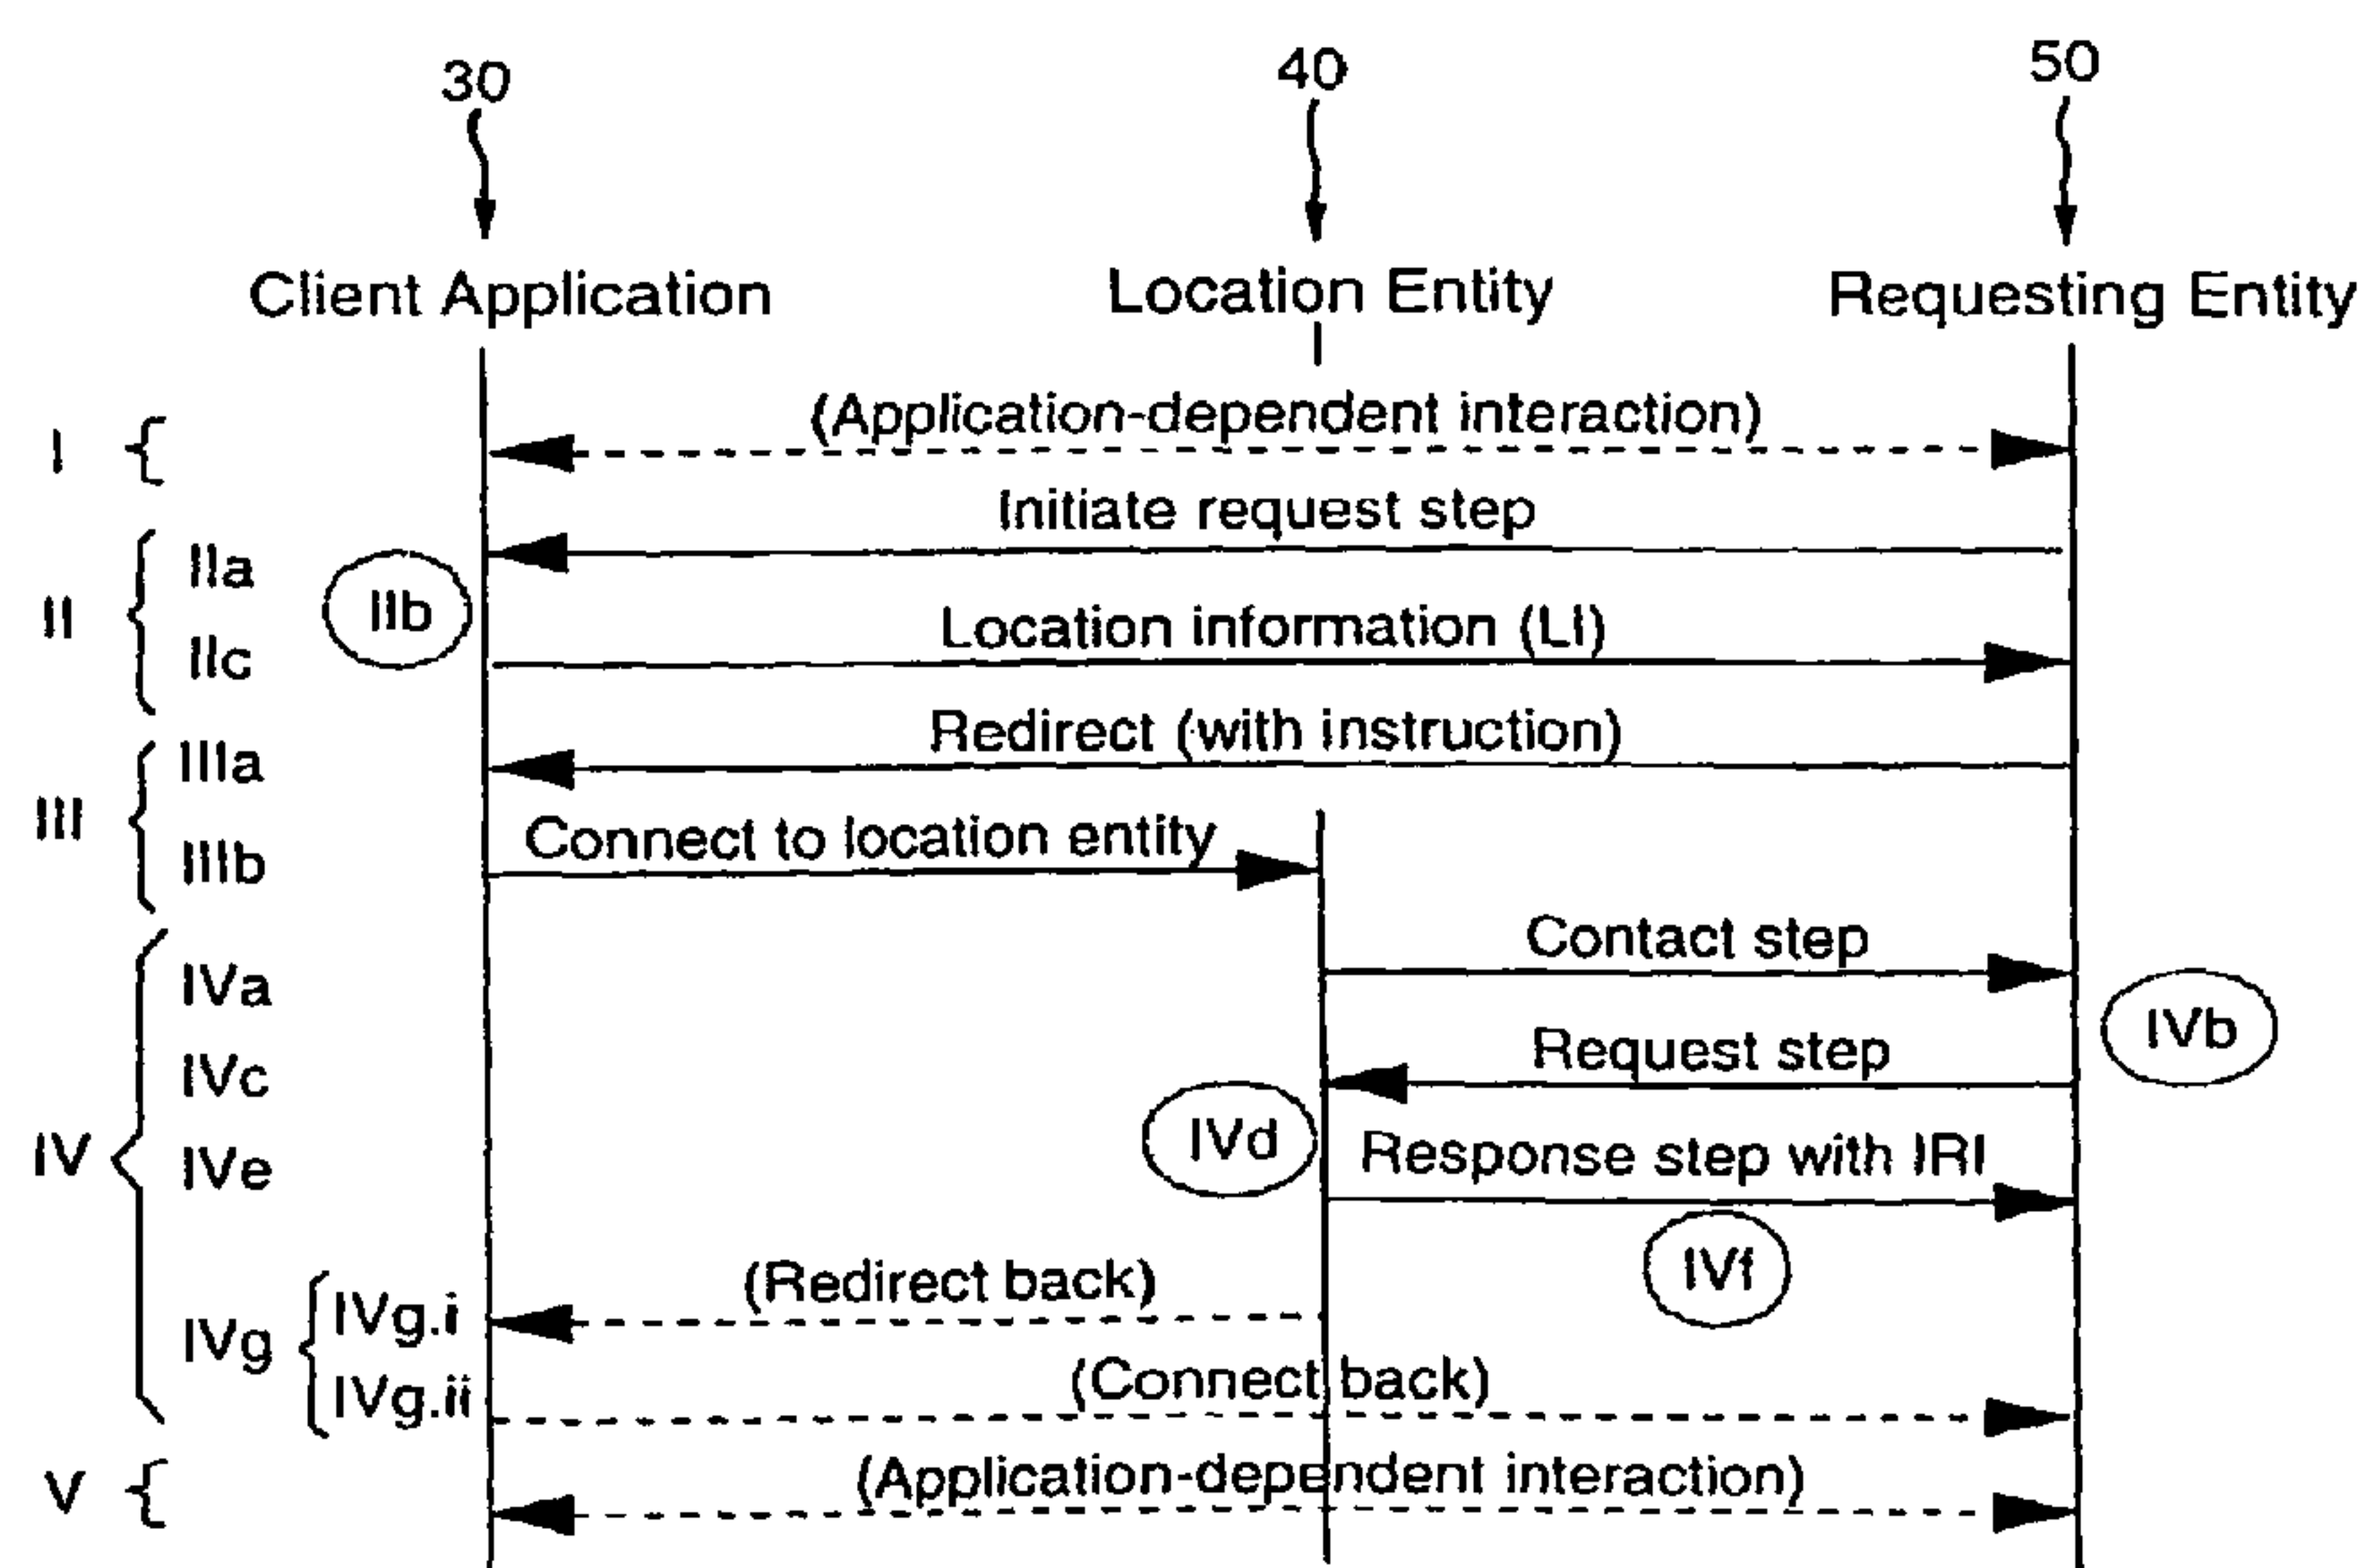 30 40 50
Client Application Location Entity Requesting Entity
(Application-dependent interaction)
I
Initiate request step
IIa
IIb
II
Location information (LI)
IIc
Redirect (with instruction)
IIIa
III
Connect to location entity
IIIb
Contact step
IVa
IVb
Request step
IVc
IVd
Response step with IRI
IV
IVe
IVf
(Redirect back)
IVg.i
IVg
(Connect back)
IVg.ii
(Application-dependent interaction)
V